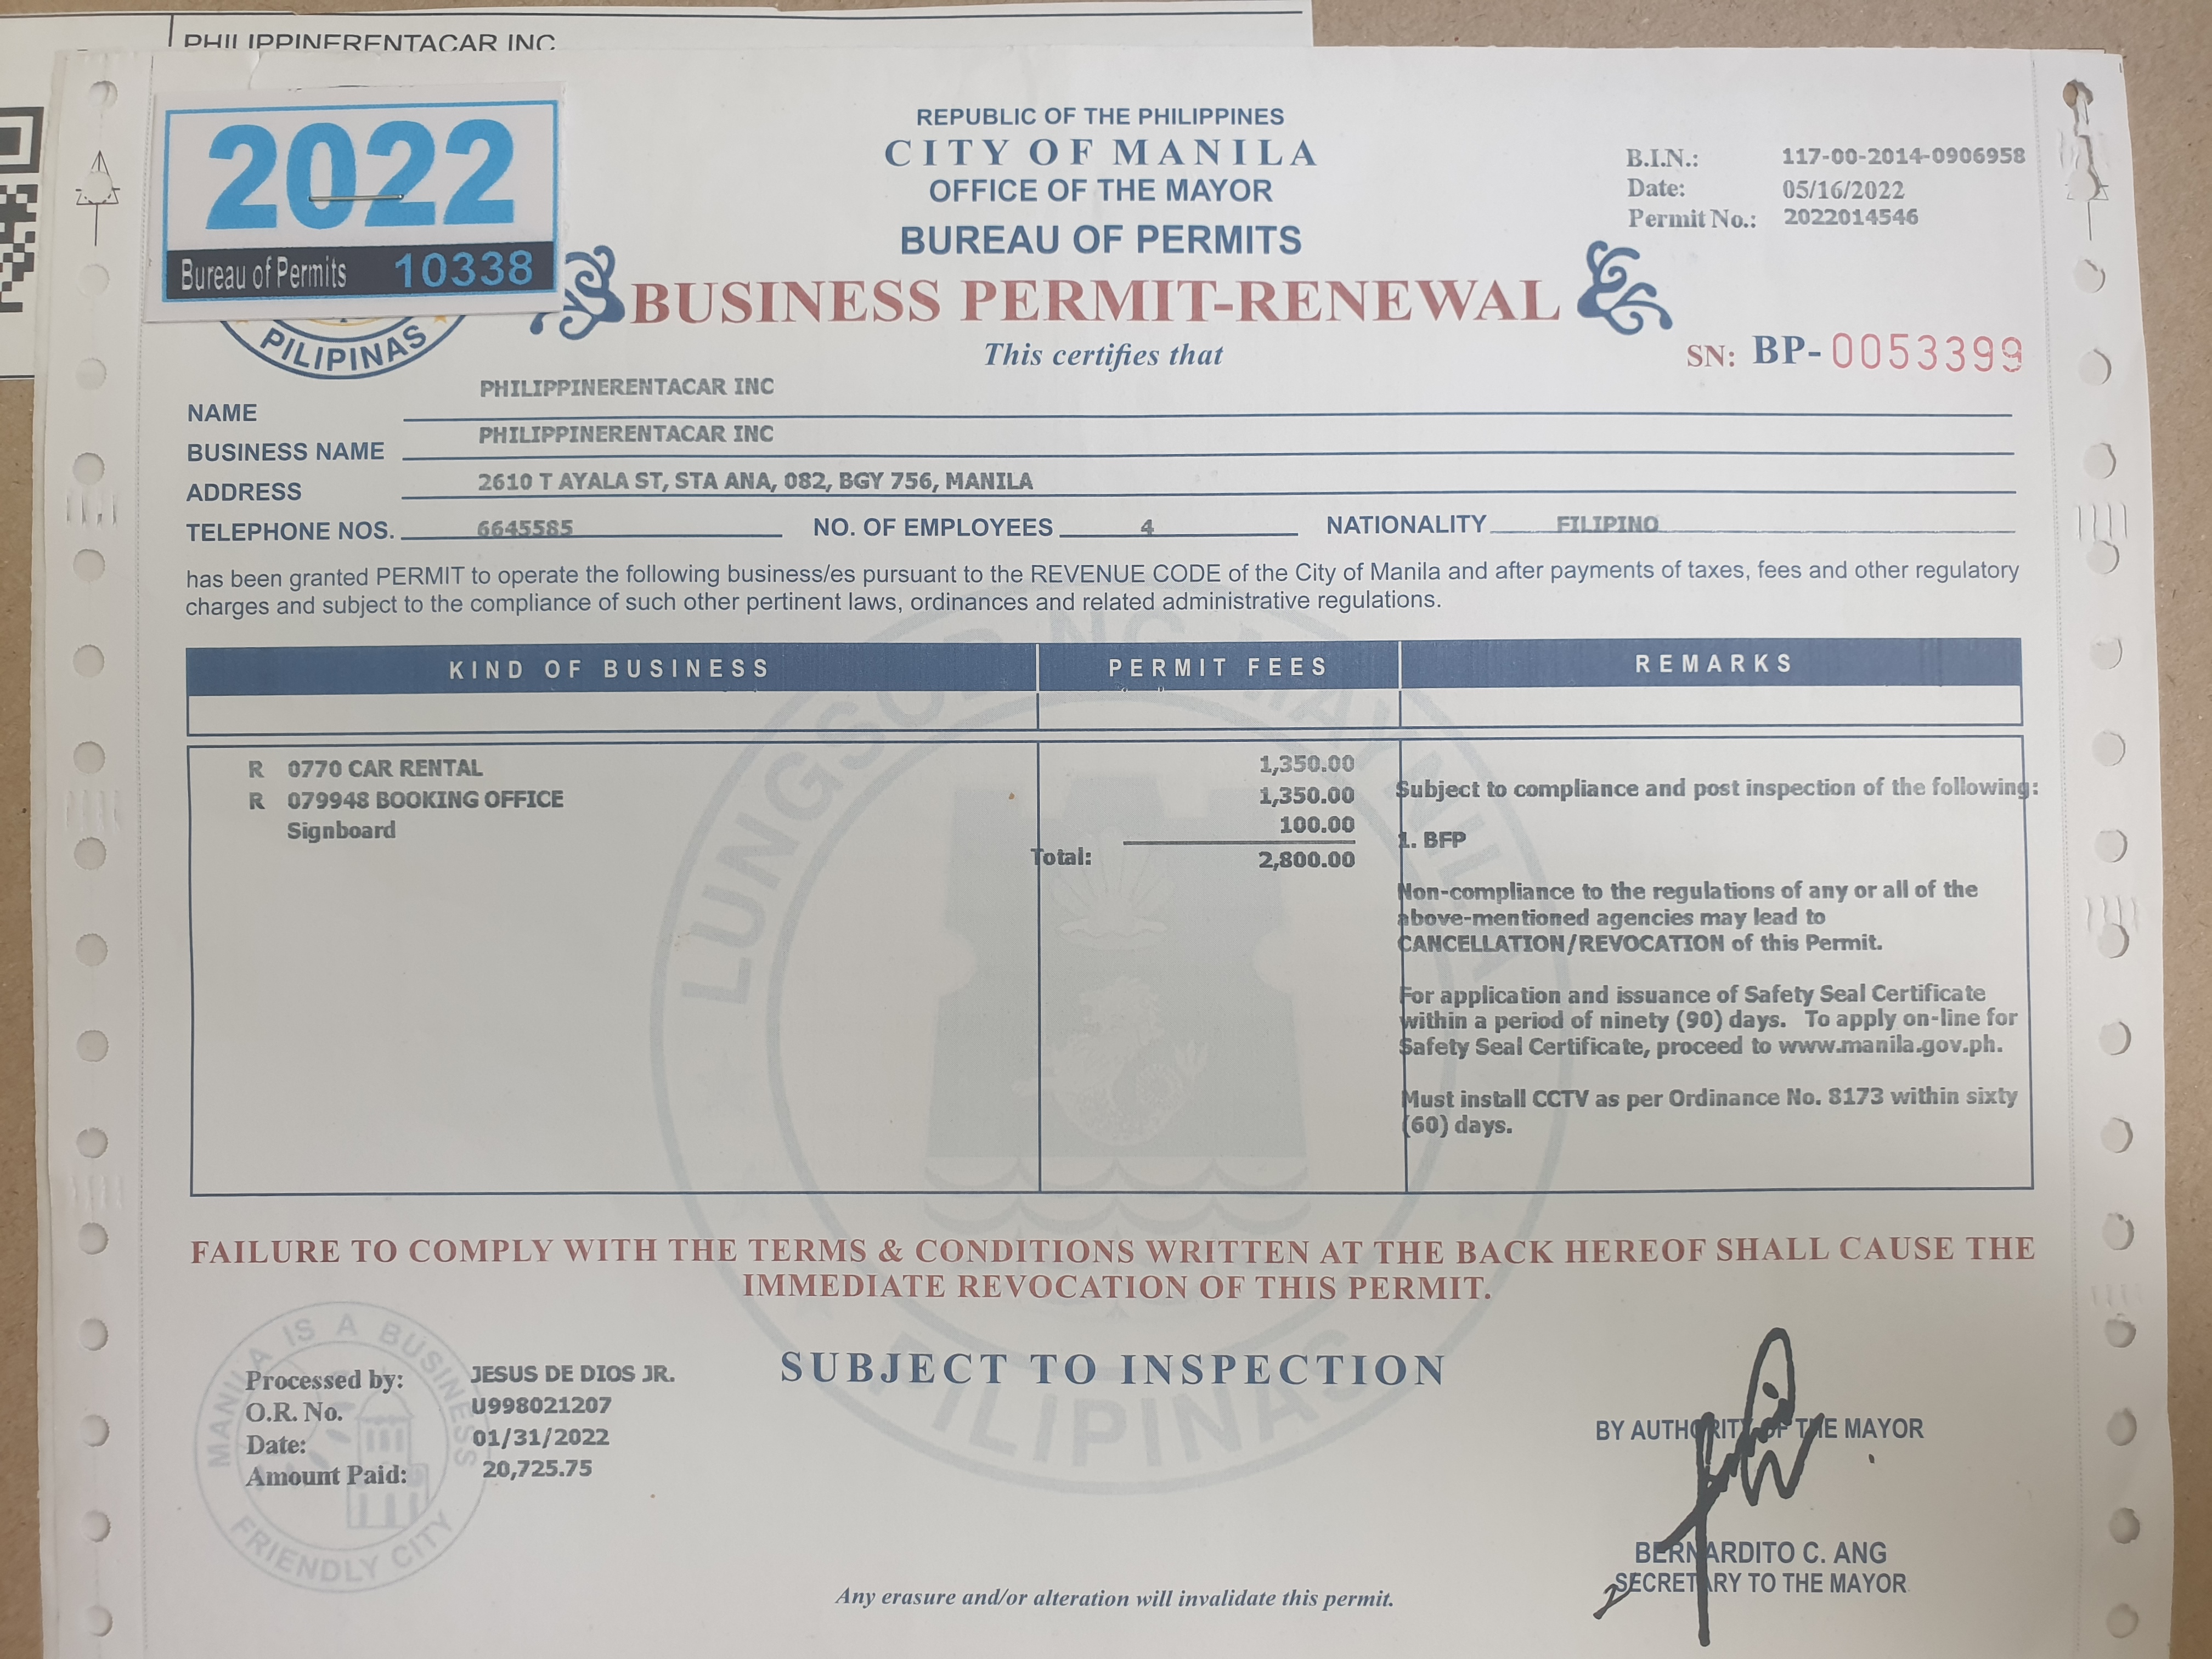 PHILIPPINERENTACAR INC
2022
Bureau of Permits 10338
PILIPINAS
REPUBLIC OF THE PHILIPPINES
CITY OF MANILA
OFFICE OF THE MAYOR
BUREAU OF PERMITS
BUSINESS PERMIT-RENEWAL
This certifies that
B.I.N.: 117-00-2014-0906958
Date: 05/16/2022
Permit No.: 2022014546
SN: BP-0053399
NAME PHILIPPINERENTACAR INC
BUSINESS NAME PHILIPPINERENTACAR INC
ADDRESS 2610 T AYALA ST, STA ANA, 082, BGY 756, MANILA
TELEPHONE NOS. 6645585 NO. OF EMPLOYEES 4 NATIONALITY FILIPINO
has been granted PERMIT to operate the following business/es pursuant to the REVENUE CODE of the City of Manila and after payments of taxes, fees and other regulatory
charges and subject to the compliance of such other pertinent laws, ordinances and related administrative regulations.
KIND OF BUSINESS PERMIT FEES REMARKS
R 0770 CAR RENTAL 1,350.00
R 079948 BOOKING OFFICE 1,350.00
Signboard 100.00
Total: 2,800.00
Subject to compliance and post inspection of the following:
1. BFP
Non-compliance to the regulations of any or all of the
above-mentioned agencies may lead to
CANCELLATION/REVOCATION of this Permit.
For application and issuance of Safety Seal Certificate
within a period of ninety (90) days. To apply on-line for
Safety Seal Certificate, proceed to www.manila.gov.ph.
Must install CCTV as per Ordinance No. 8173 within sixty
(60) days.
LUNGSOD NG MAYNILA
PILIPINAS
FAILURE TO COMPLY WITH THE TERMS & CONDITIONS WRITTEN AT THE BACK HEREOF SHALL CAUSE THE
IMMEDIATE REVOCATION OF THIS PERMIT.
MANILA IS A BUSINESS
FRIENDLY CITY
Processed by: JESUS DE DIOS JR.
O.R. No. U998021207
Date: 01/31/2022
Amount Paid: 20,725.75
SUBJECT TO INSPECTION
BY AUTHORITY OF THE MAYOR
BERNARDITO C. ANG
SECRETARY TO THE MAYOR
Any erasure and/or alteration will invalidate this permit.